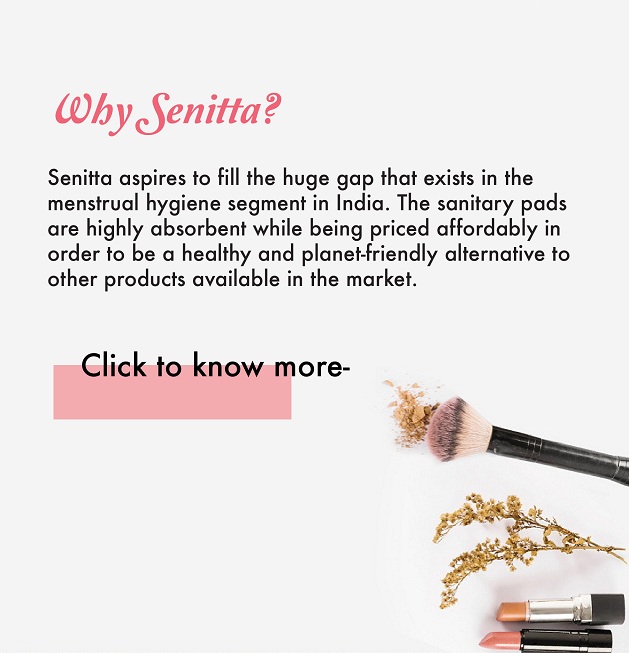 Why Senitta?
Senitta aspires to fill the huge gap that exists in the
menstrual hygiene segment in India. The sanitary pads
are highly absorbent while being priced affordably in
order to be a healthy and planet-friendly alternative to
other products available in the market.
Click to know more-